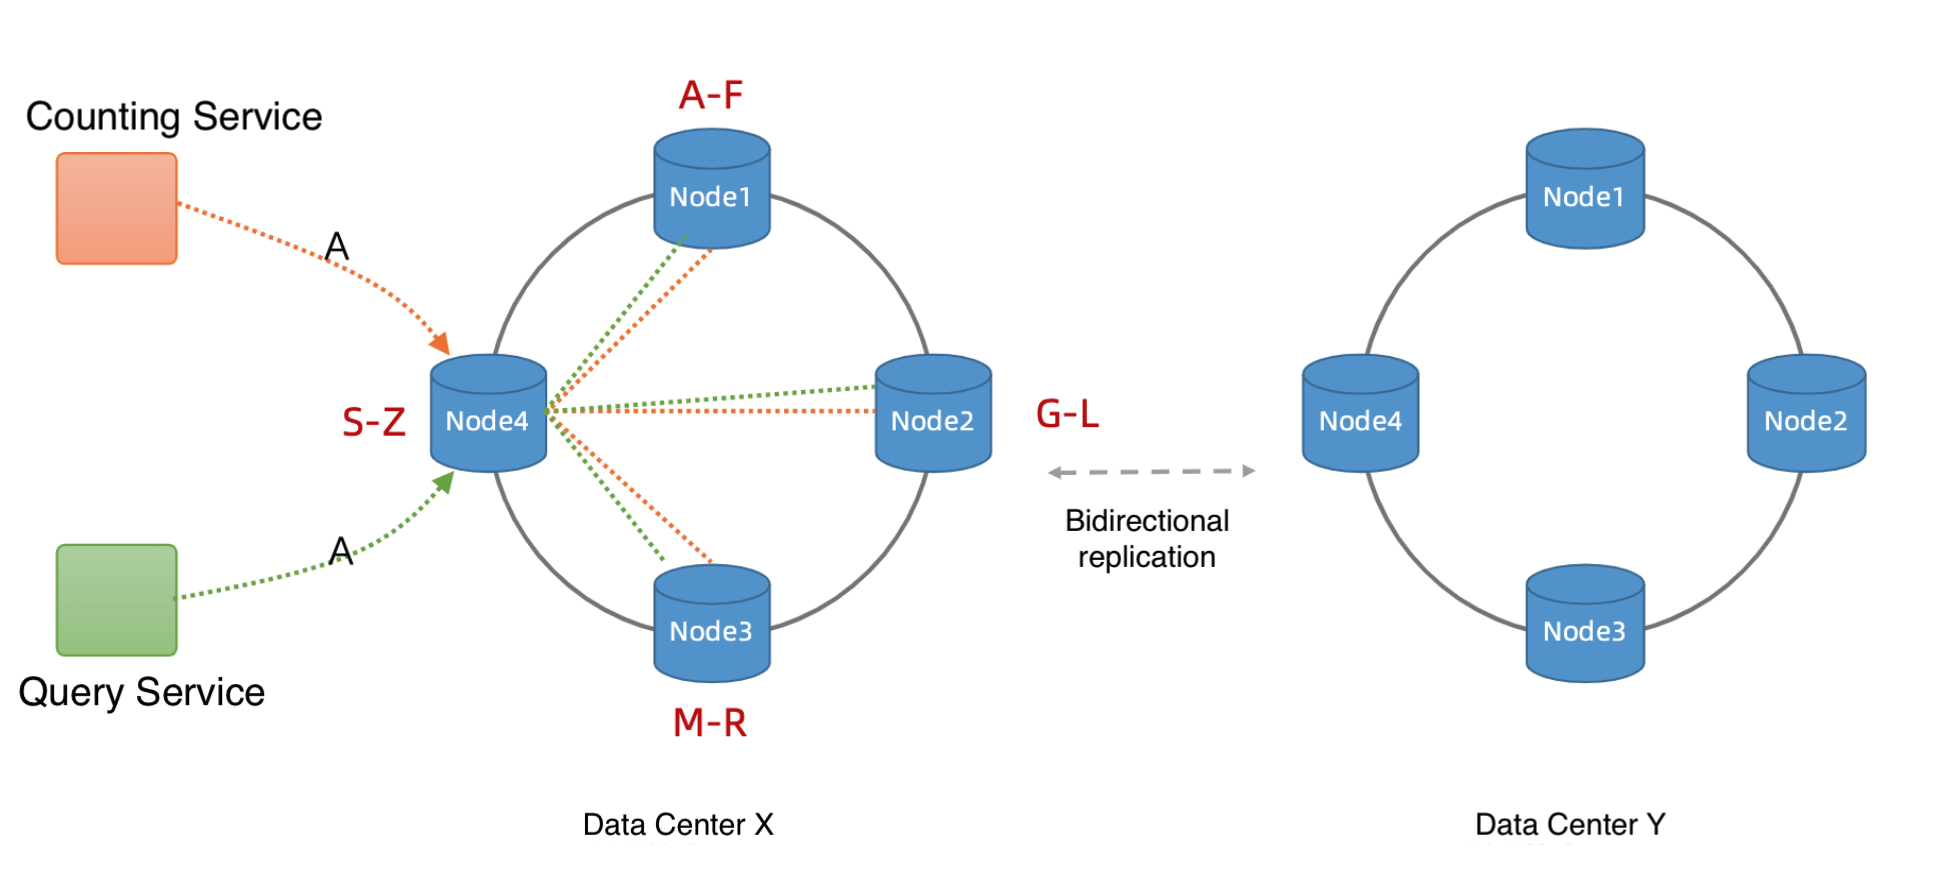 A-F
Counting Service
Node1
A
S-Z
Node4
Node2
G-L
Bidirectional
replication
A
Query Service
Node3
M-R
Data Center X
Node1
Node4
Node2
Node3
Data Center Y